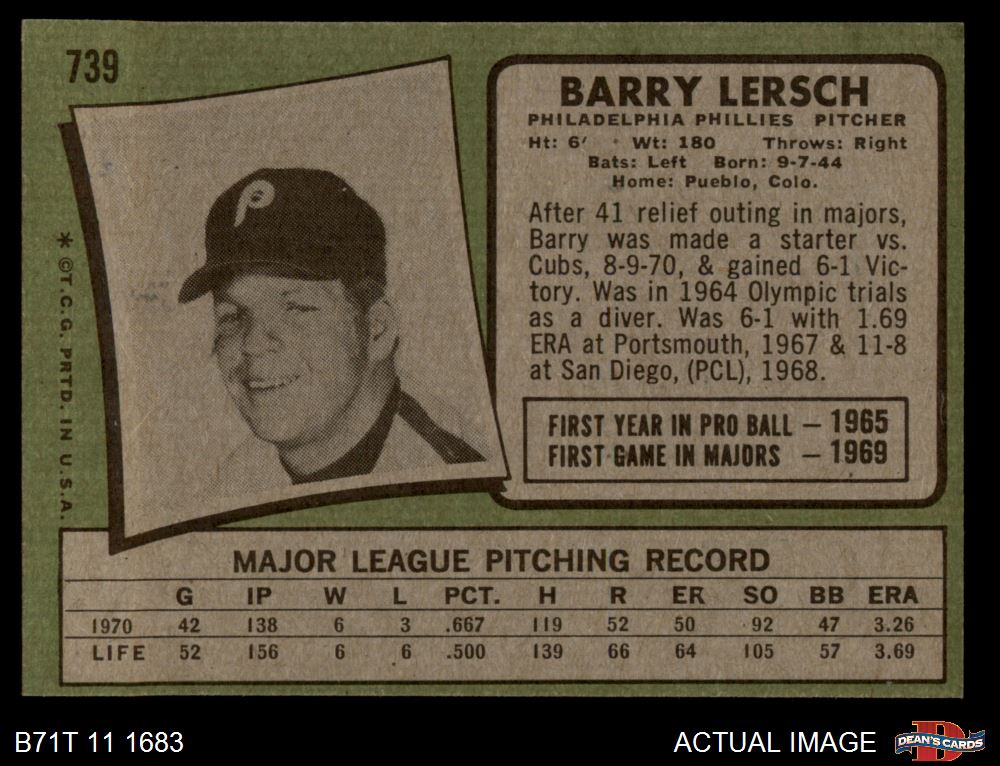 739
BARRY LERSCH
PHILADELPHIA PHILLIES PITCHER
Ht: 6' Wt: 180 Throws: Right
Bats: Left Born: 9-7-44
Home: Pueblo, Colo.
After 41 relief outing in majors,
Barry was made a starter vs.
Cubs, 8-9-70, & gained 6-1 Vic-
tory. Was in 1964 Olympic trials
as a diver. Was 6-1 with 1.69
ERA at Portsmouth, 1967 & 11-8
at San Diego, (PCL), 1968.
FIRST YEAR IN PRO BALL – 1965
FIRST GAME IN MAJORS – 1969
* ©T.C.G. PRTD. IN U.S.A.
P
MAJOR LEAGUE PITCHING RECORD
G IP W L PCT. H R ER SO BB ERA
1970 42 138 6 3 .667 119 52 50 92 47 3.26
LIFE 52 156 6 6 .500 139 66 64 105 57 3.69
B71T 11 1683
ACTUAL IMAGE
D
DEAN'S CARDS